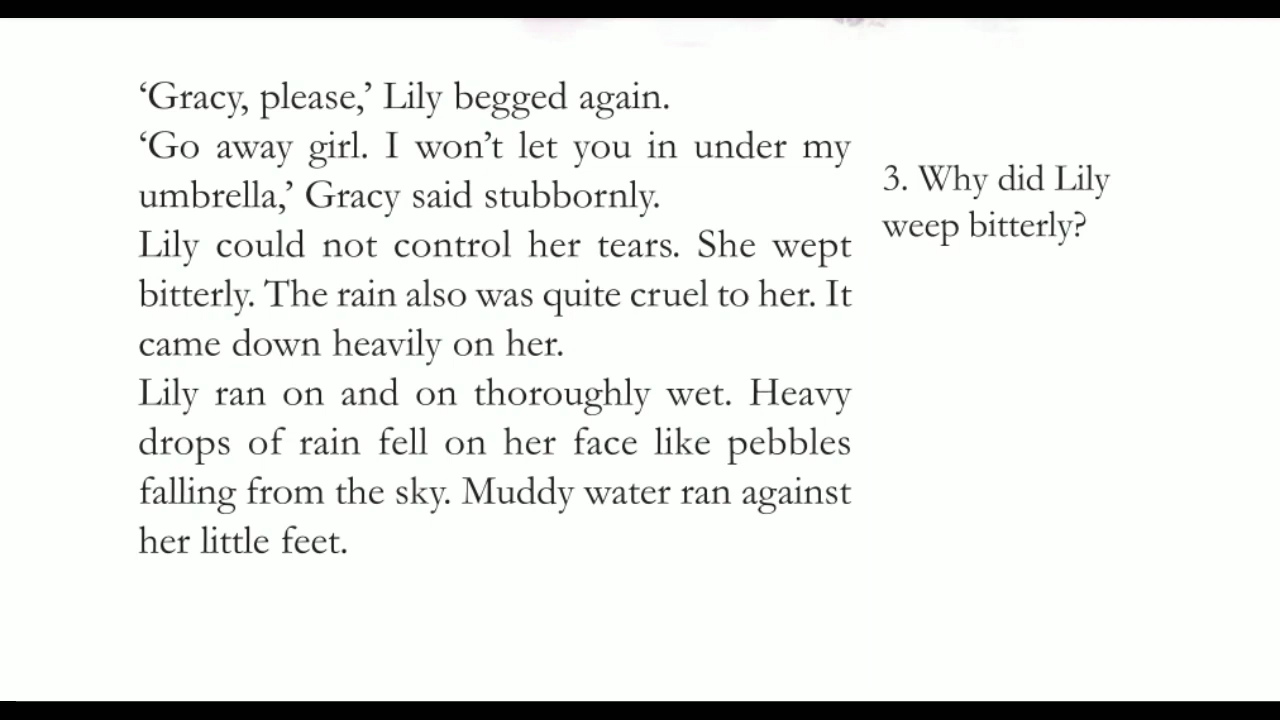 ‘Gracy, please,’ Lily begged again.
‘Go away girl. I won’t let you in under my
umbrella,’ Gracy said stubbornly.
Lily could not control her tears. She wept
bitterly. The rain also was quite cruel to her. It
came down heavily on her.
Lily ran on and on thoroughly wet. Heavy
drops of rain fell on her face like pebbles
falling from the sky. Muddy water ran against
her little feet.
3. Why did Lily
weep bitterly?